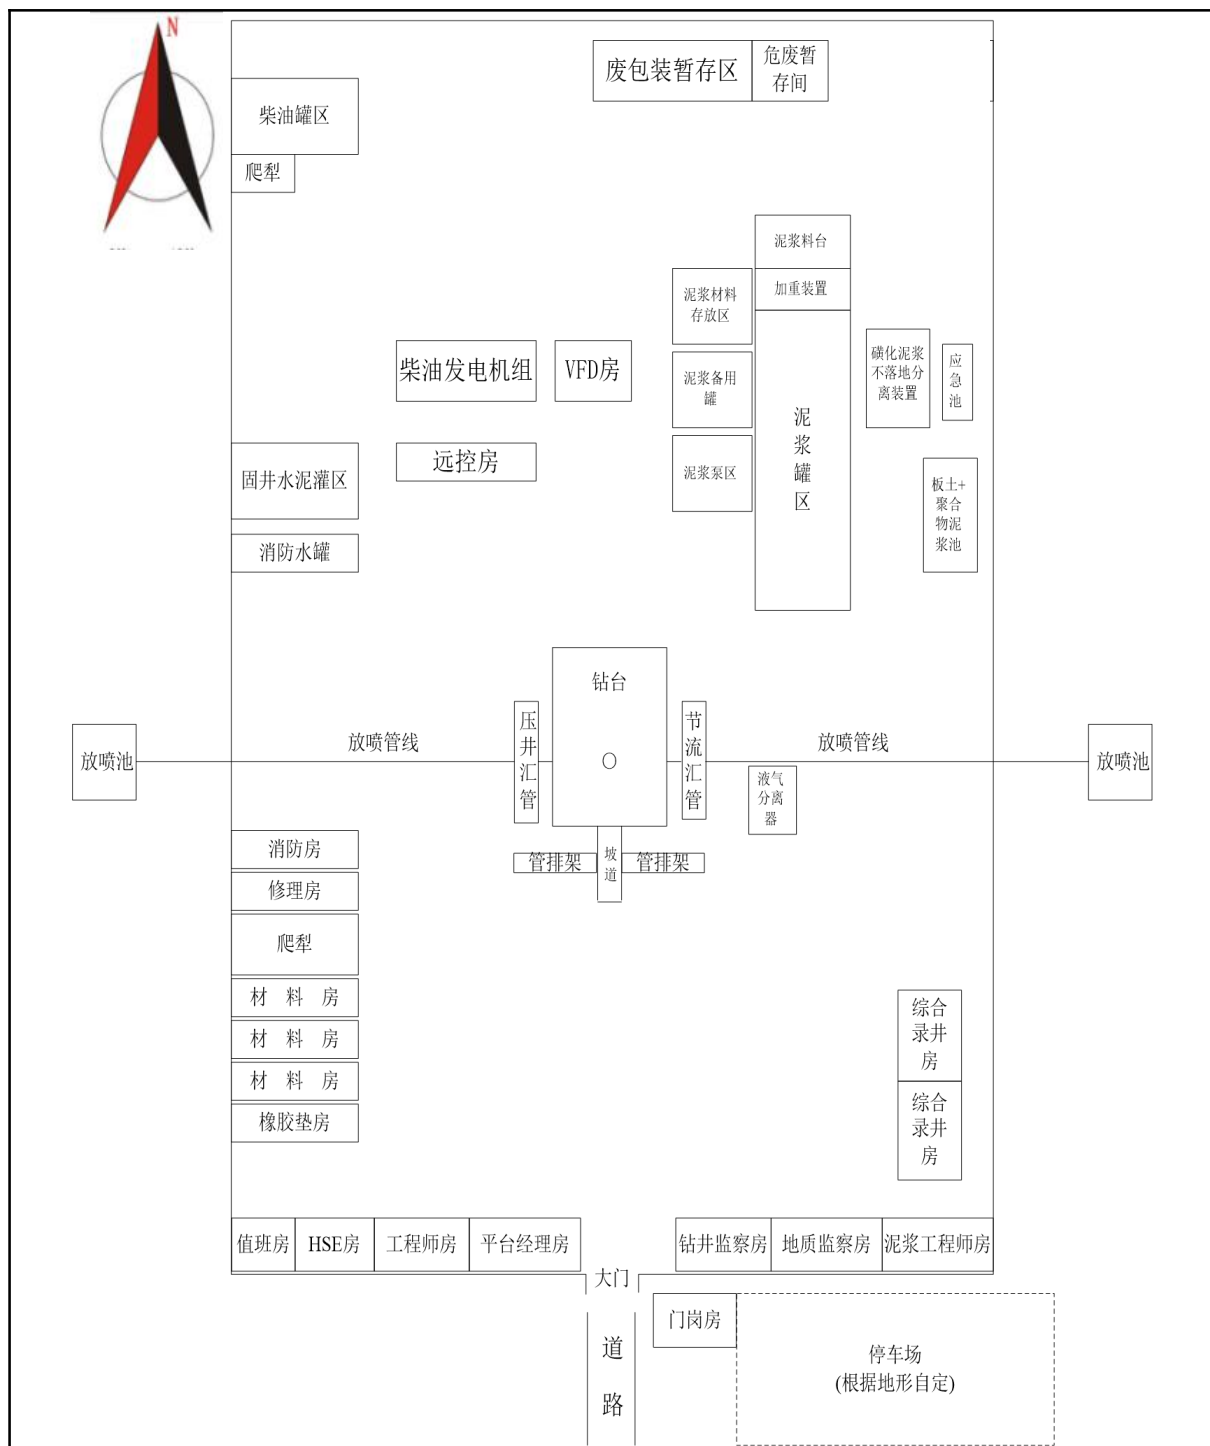 N
废包装暂存区
危废暂
存间
柴油罐区
爬犁
泥浆料台
加重装置
泥浆材料
存放区
磺化泥浆
不落地分
离装置
应
急
池
柴油发电机组
VFD房
泥浆备用
罐
泥
浆
罐
区
固井水泥灌区
远控房
泥浆泵区
板土+
聚合
物泥
浆池
消防水罐
钻台
压
井
汇
管
节
流
汇
管
放喷管线
放喷管线
放喷池
O
放喷池
液气
分离
器
消防房
管排架
坡
道
管排架
修理房
爬犁
材 料 房
材 料 房
材 料 房
橡胶垫房
综合
录井
房
综合
录井
房
值班房
HSE房
工程师房
平台经理房
钻井监察房
地质监察房
泥浆工程师房
大门
门岗房
道
路
停车场
(根据地形自定)